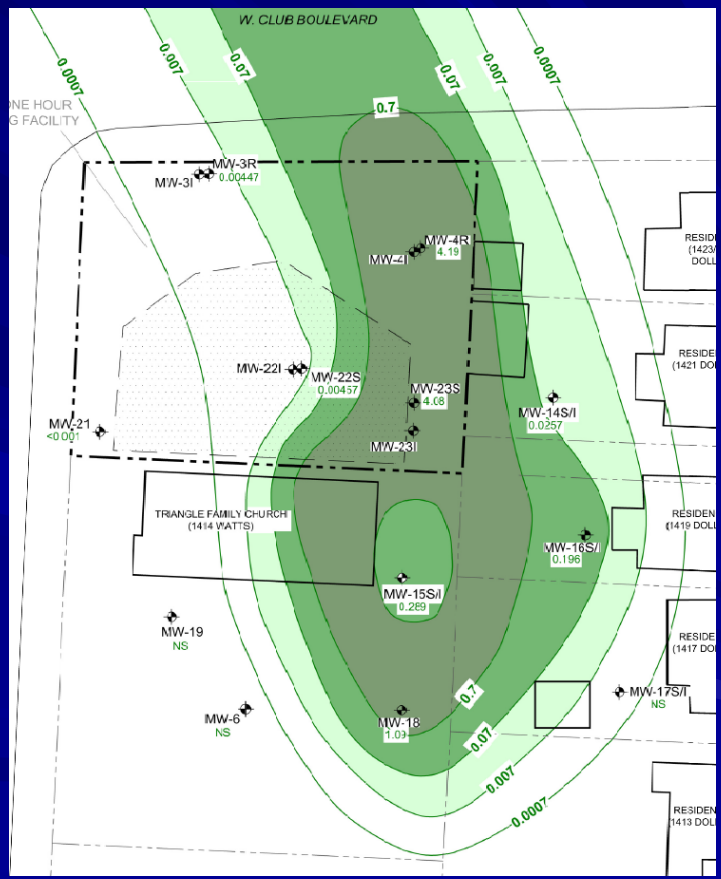 W. CLUB BOULEVARD
0.0007
0.007
0.07
0.07
0.007
0.0007
ONE HOUR
G FACILITY
0.7
MW-3R
MW-3I
0.00447
MW-4R
MW-4I
4.19
RESID
(1423/
DOLL
RESIDE
(1421 DO
MW-22I
MW-22S
0.00457
MW-23S
4.08
MW-14S/I
0.0257
MW-21
<0.001
MW-23I
TRIANGLE FAMILY CHURCH
(1414 WATTS)
RESIDEN
(1419 DOLL
MW-16S/I
0.196
MW-15S/I
0.289
MW-19
NS
RESIDE
(1417 DOL
MW-6
NS
MW-18
1.09
0.7
MW-17S/I
NS
0.07
0.007
0.0007
RESIDEN
1413 DOL